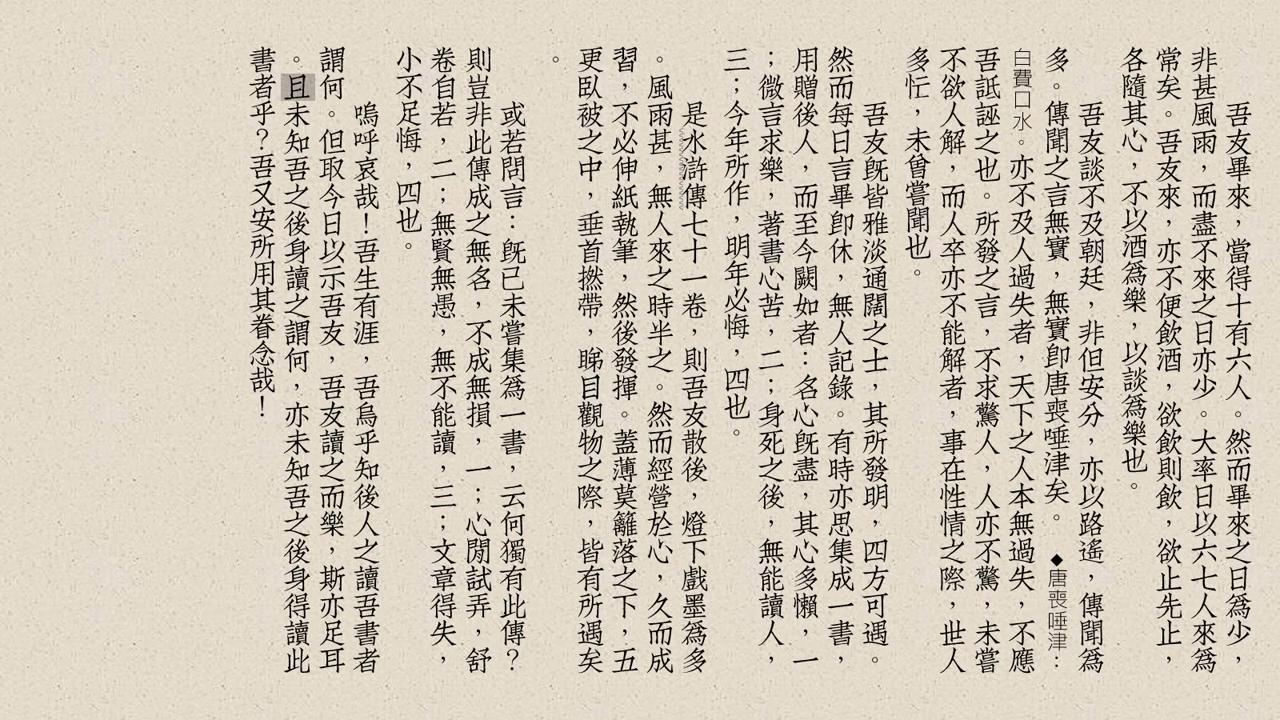 吾友畢來，當得十有六人。然而畢來之日為少，
非甚風雨，而盡不來之日亦少。大率日以六七人來為
常矣。吾友來，亦不便飲酒，欲飲則飲，欲止先止，
各隨其心，不以酒為樂，以談為樂也。
吾友談不及朝廷，非但安分，亦以路遙，傳聞為
多。傳聞之言無實，無實卽唐喪唾津矣。◆唐喪唾津：
白費口水。亦不及人過失者，天下之人本無過失，不應
吾詆誣之也。所發之言，不求驚人，人亦不驚，未嘗
不欲人解，而人卒亦不能解者，事在性情之際，世人
多忙，未曾嘗聞也。
吾友旣皆雅淡通闊之士，其所發明，四方可遇。
然而每日言畢卽休，無人記錄。有時亦思集成一書，
用贈後人，而至今闕如者：名心旣盡，其心多懶，一
；微言求樂，著書心苦，二；身死之後，無能讀人，
三；今年所作，明年必悔，四也。
是水滸傳七十一卷，則吾友散後，燈下戲墨為多
。風雨甚，無人來之時半之。然而經營於心，久而成
習，不必伸紙執筆，然後發揮。蓋薄莫籬落之下，五
更臥被之中，垂首撚帶，睇目觀物之際，皆有所遇矣
。
或若問言：旣已未嘗集為一書，云何獨有此傳？
則豈非此傳成之無名，不成無損，一；心閒試弄，舒
卷自若，二；無賢無愚，無不能讀，三；文章得失，
小不足悔，四也。
嗚呼哀哉！吾生有涯，吾烏乎知後人之讀吾書者
謂何。但取今日以示吾友，吾友讀之而樂，斯亦足耳
。且未知吾之後身讀之謂何，亦未知吾之後身得讀此
書者乎？吾又安所用其眷念哉！